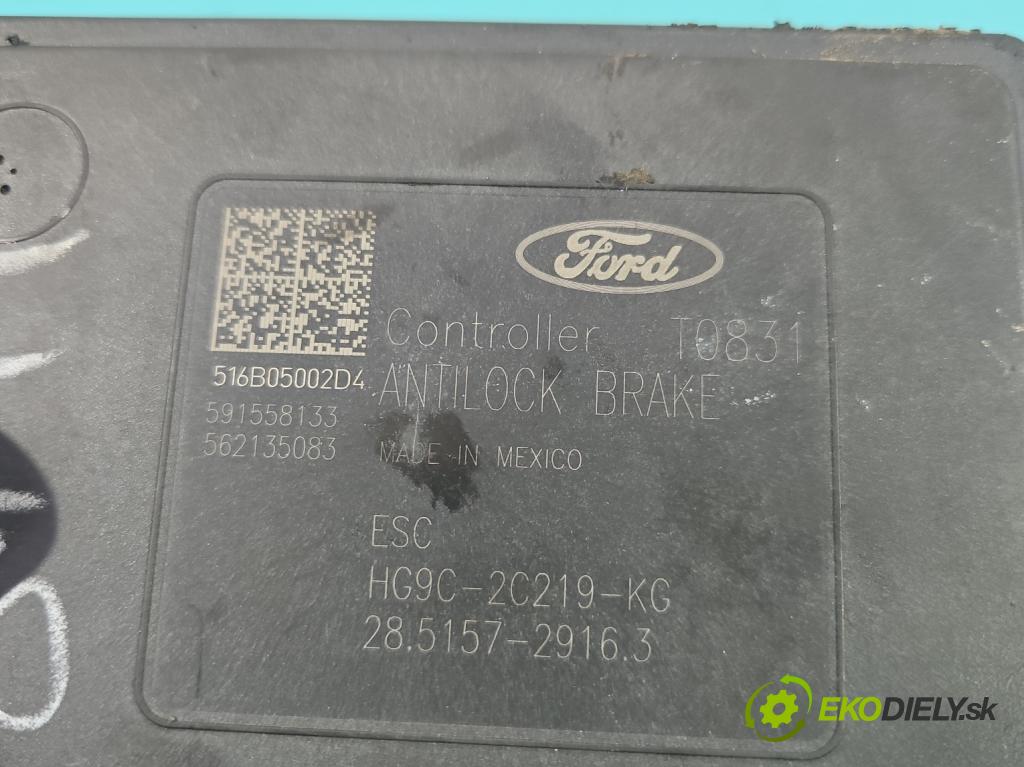 Ford
Controller T0831
516B05002D4
ANTILOCK BRAKE
591558133
562135083
MADE IN MEXICO
ESC
HG9C-2C219-KG
28.5157-2916.3
EKODIELY.sk